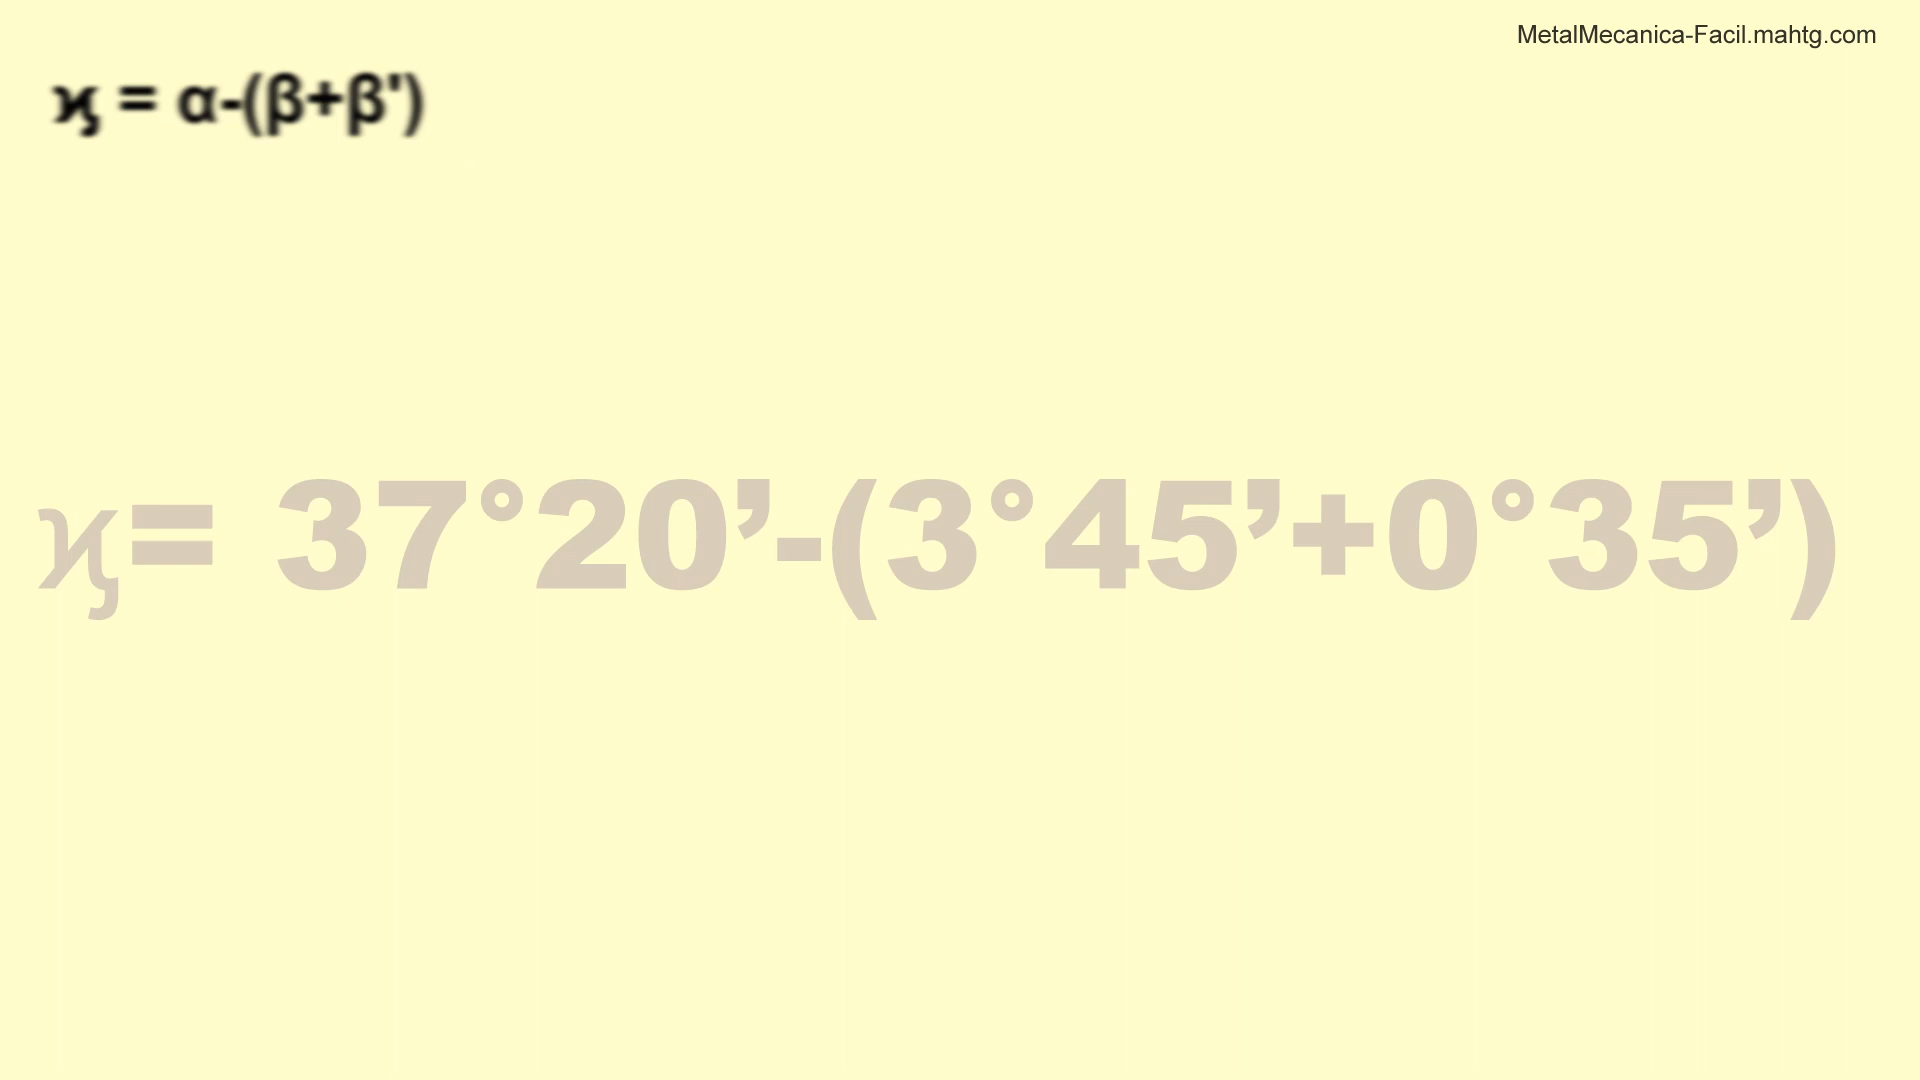 MetalMecanica-Facil.mahtg.com
ϗ = α-(β+β')
ϗ= 37°20’-(3°45’+0°35’)